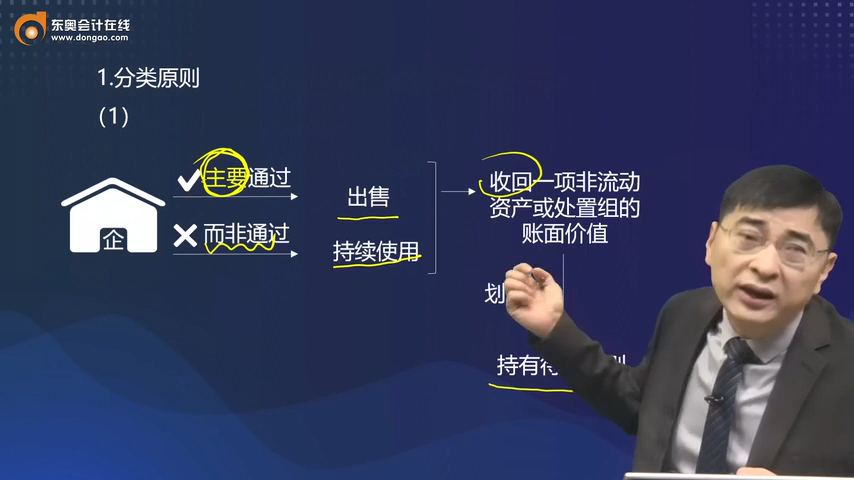 东奥会计在线
www.dongao.com
1.分类原则
（1）
主要通过
出售
收回一项非流动
资产或处置组的
账面价值
企
而非通过
持续使用
划
持有待